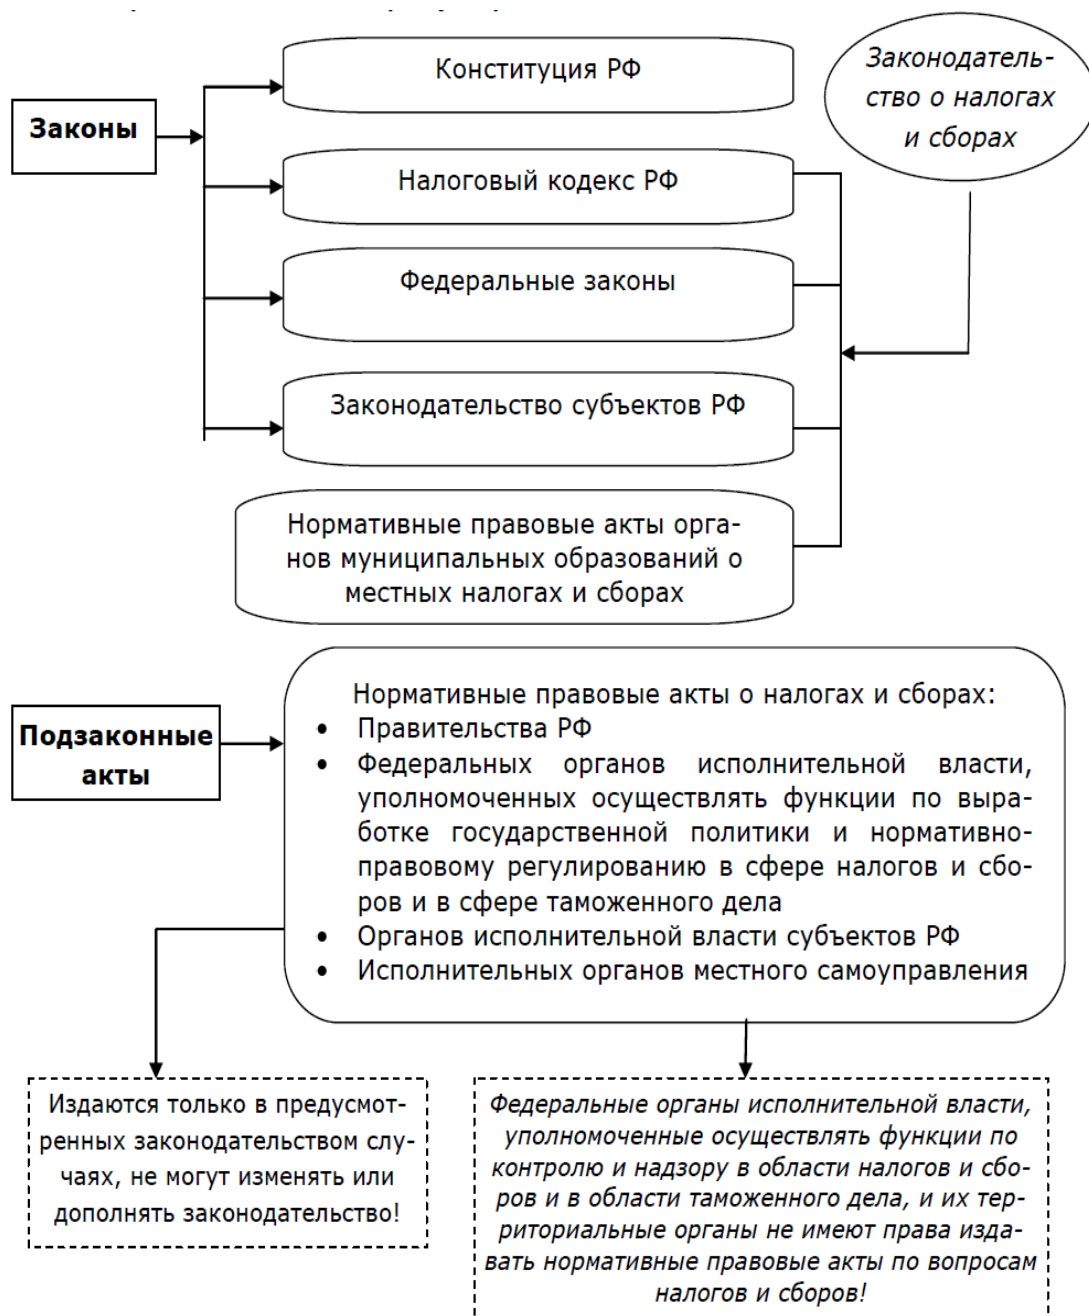 Конституция РФ
Законодатель-
ство о налогах
и сборах
Законы
Налоговый кодекс РФ
Федеральные законы
Законодательство субъектов РФ
Нормативные правовые акты орга-
нов муниципальных образований о
местных налогах и сборах
Подзаконные
акты
Нормативные правовые акты о налогах и сборах:
• Правительства РФ
• Федеральных органов исполнительной власти,
уполномоченных осуществлять функции по выра-
ботке государственной политики и нормативно-
правовому регулированию в сфере налогов и сбо-
ров и в сфере таможенного дела
• Органов исполнительной власти субъектов РФ
• Исполнительных органов местного самоуправления
Издаются только в предусмот-
ренных законодательством слу-
чаях, не могут изменять или
дополнять законодательство!
Федеральные органы исполнительной власти,
уполномоченные осуществлять функции по
контролю и надзору в области налогов и сбо-
ров и в области таможенного дела, и их тер-
риториальные органы не имеют права изда-
вать нормативные правовые акты по вопросам
налогов и сборов!